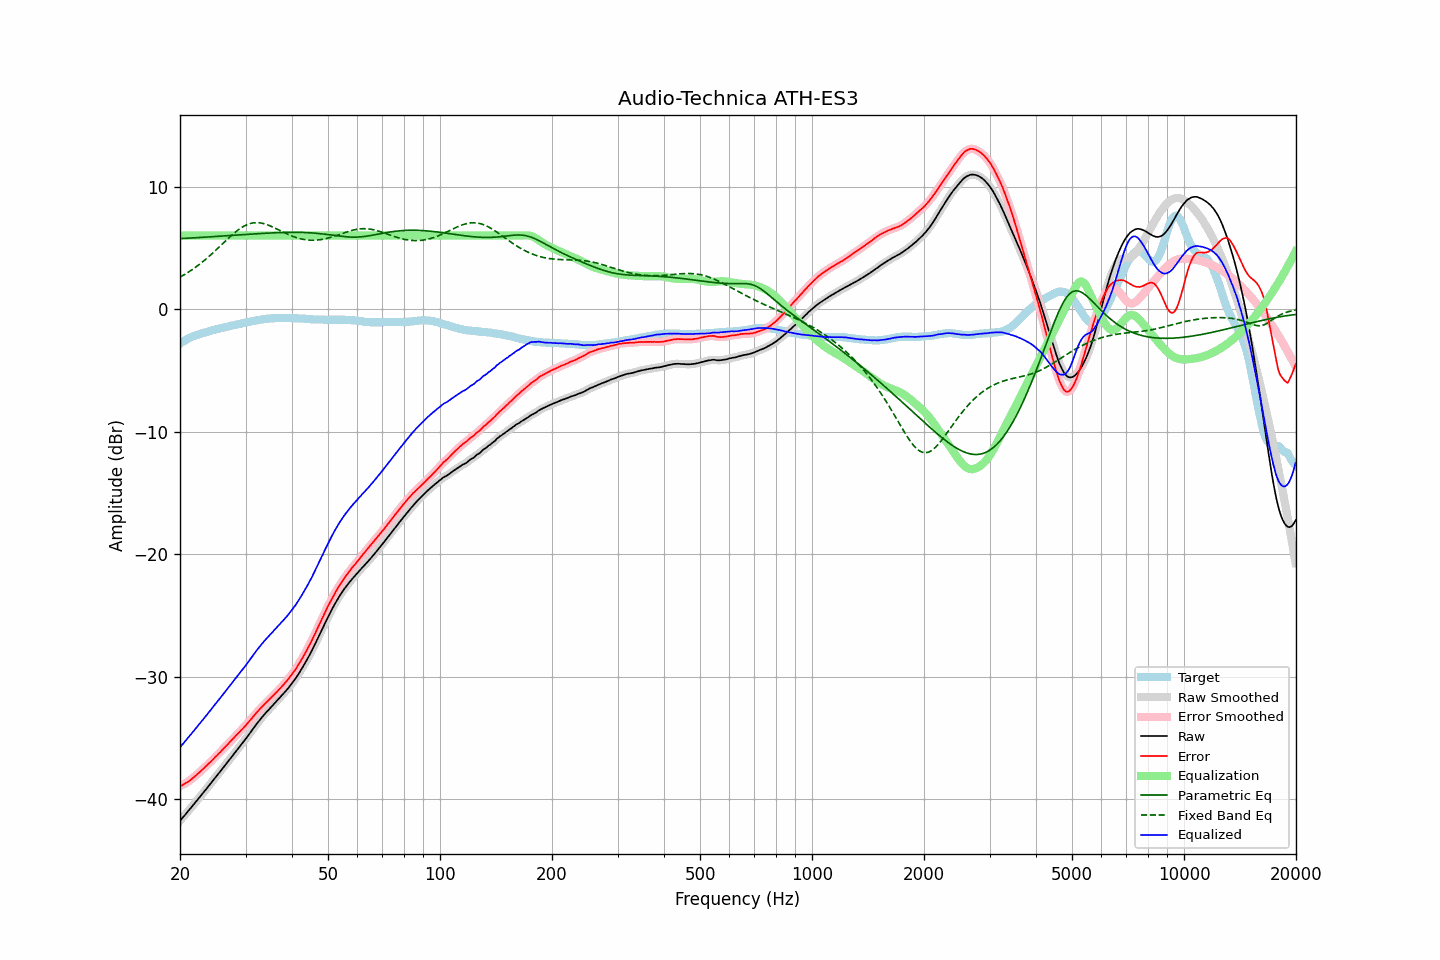 Audio-Technica ATH-ES3
Amplitude (dBr)
10
0
−10
−20
−30
−40
20
50
100
200
500
1000
2000
5000
10000
20000
Frequency (Hz)
Target
Raw Smoothed
Error Smoothed
Raw
Error
Equalization
Parametric Eq
Fixed Band Eq
Equalized